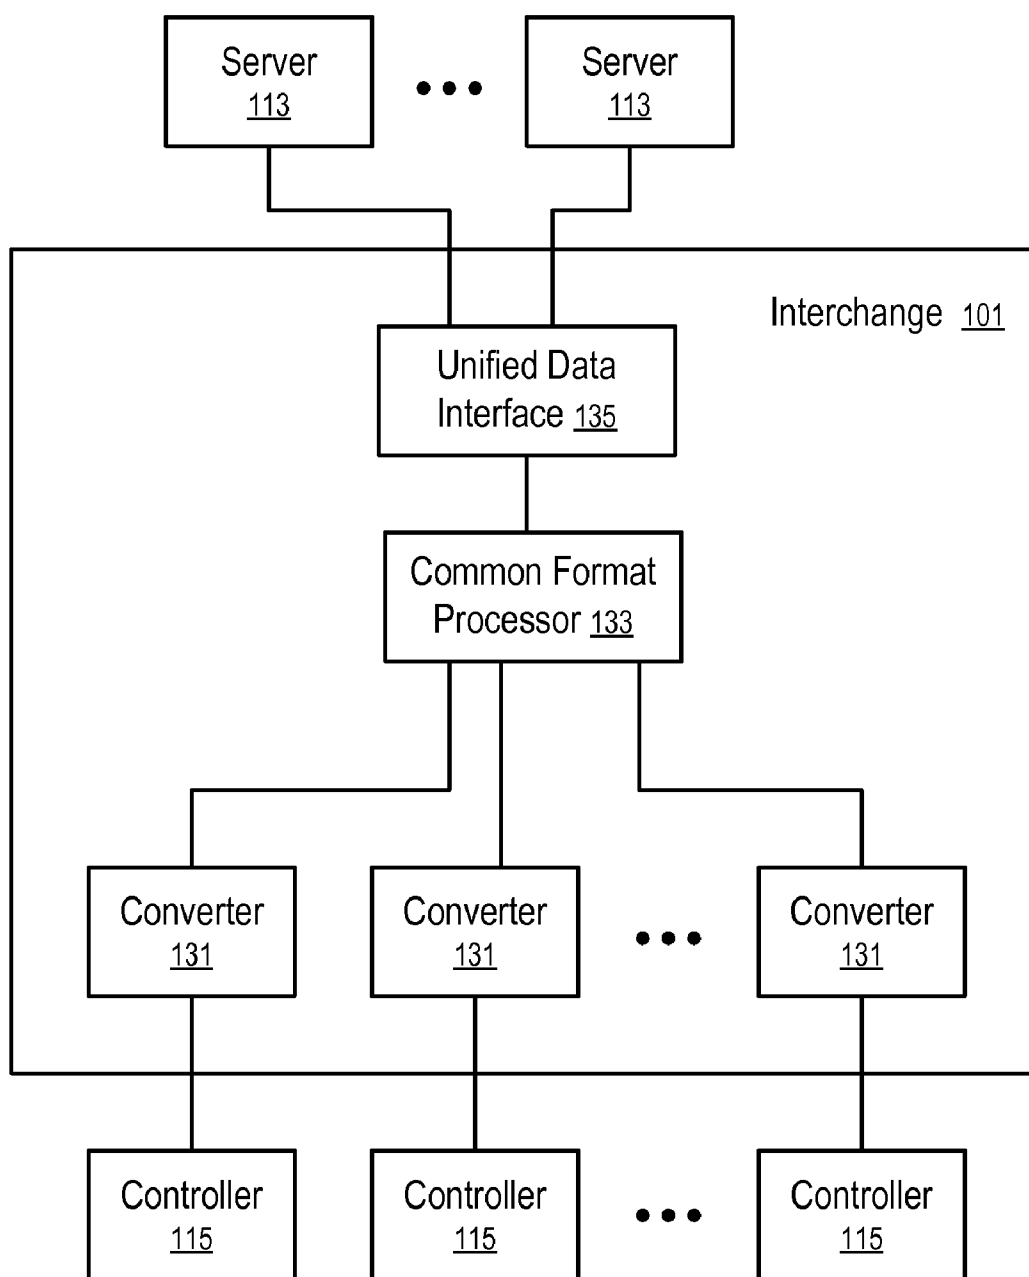 Server
113
Server
113
Interchange 101
Unified Data
Interface 135
Common Format
Processor 133
Converter
131
Converter
131
Converter
131
Controller
115
Controller
115
Controller
115